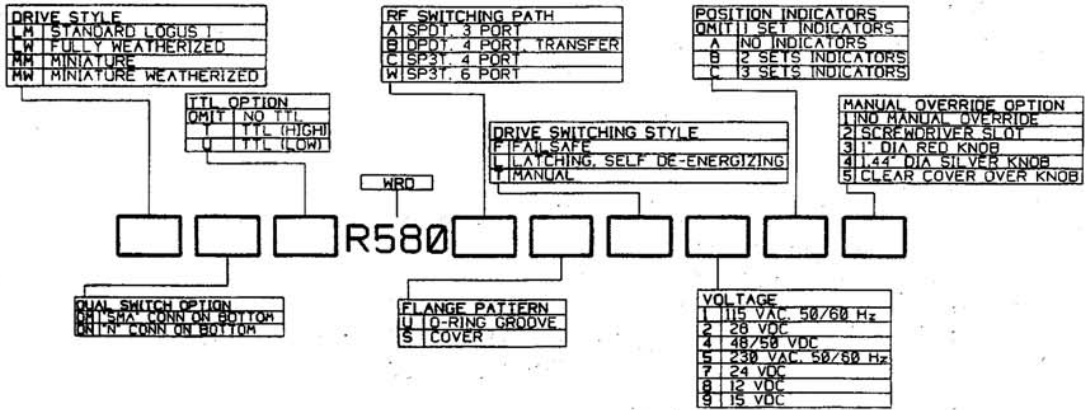 DRIVE STYLE
LM STANDARD LOGUS I
LW FULLY WEATHERIZED
MM MINIATURE
MW MINIATURE WEATHERIZED
RF SWITCHING PATH
A SPDT, 3 PORT
B DPDT, 4 PORT, TRANSFER
C SP3T, 4 PORT
W SP3T, 6 PORT
POSITION INDICATORS
OMIT 1 SET INDICATORS
A NO INDICATORS
B 2 SETS INDICATORS
C 3 SETS INDICATORS
TTL OPTION
OMIT NO TTL
T TTL (HIGH)
U TTL (LOW)
DRIVE SWITCHING STYLE
F FAILSAFE
L LATCHING, SELF DE-ENERGIZING
T MANUAL
MANUAL OVERRIDE OPTION
1 NO MANUAL OVERRIDE
2 SCREWDRIVER SLOT
3 1" DIA RED KNOB
4 1.44" DIA SILVER KNOB
5 CLEAR COVER OVER KNOB
WRD
R580
DUAL SWITCH OPTION
DM "SMA" CONN ON BOTTOM
DN "N" CONN ON BOTTOM
FLANGE PATTERN
U O-RING GROOVE
S COVER
VOLTAGE
1 115 VAC, 50/60 Hz
2 28 VDC
4 48/50 VDC
5 230 VAC, 50/60 Hz
7 24 VDC
8 12 VDC
9 15 VDC